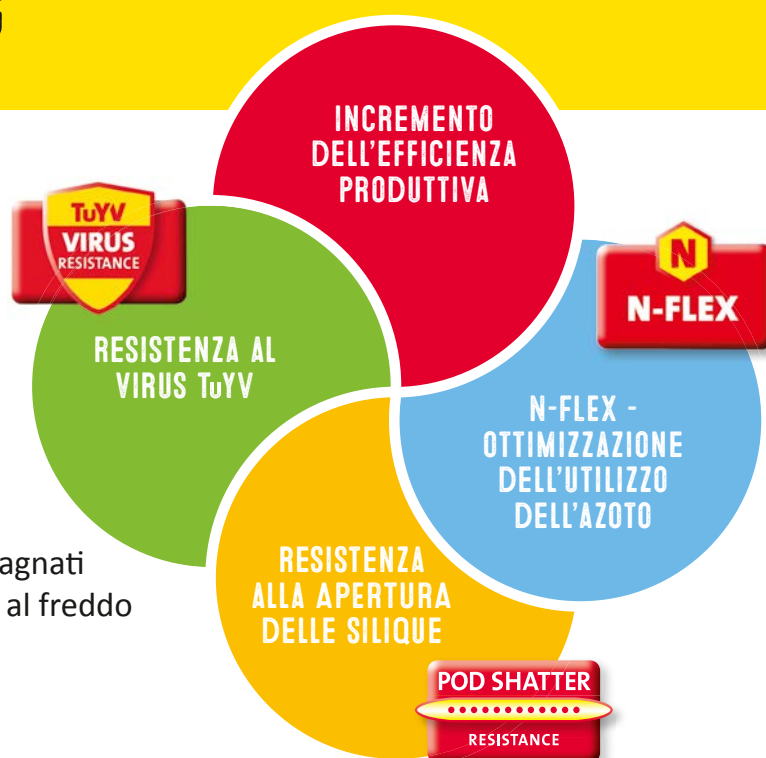 INCREMENTO
DELL'EFFICIENZA
PRODUTTIVA
TuYV
VIRUS
RESISTANCE
RESISTENZA AL
VIRUS TuYV
N
N-FLEX
N-FLEX -
OTTIMIZZAZIONE
DELL'UTILIZZO
DELL'AZOTO
al freddo
RESISTENZA
ALLA APERTURA
DELLE SILIQUE
POD SHATTER
RESISTANCE